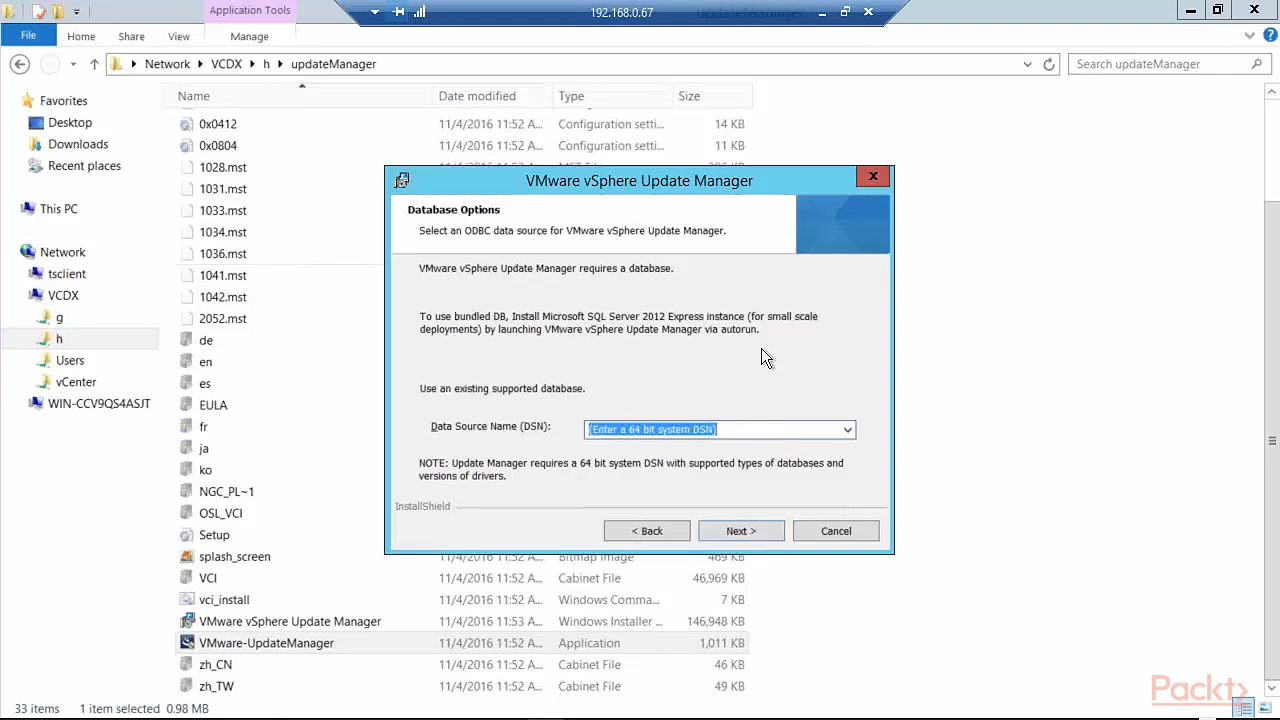 Application Tools
192.168.0.67
File
Home
Share
View
Manage
Network
VCDX
h
updateManager
Search updateManager
Name
Date modified
Type
Size
Favorites
Desktop
Downloads
Recent places
This PC
Network
tsclient
VCDX
g
h
Users
vCenter
WIN-CCV9QS4ASJT
0x0412 11/4/2016 11:52 A... Configuration setti... 14 KB
0x0804 11/4/2016 11:52 A... Configuration setti... 11 KB
1028.mst
1031.mst
1033.mst
1034.mst
1036.mst
1041.mst
1042.mst
2052.mst
de
en
es
EULA
fr
ja
ko
NGC_PL~1
OSL_VCI
Setup
splash_screen 11/4/2016 11:52 A... Bitmap image 469 KB
VCI 11/4/2016 11:52 A... Cabinet File 46,969 KB
vci_install 11/4/2016 11:52 A... Windows Comma... 7 KB
VMware vSphere Update Manager 11/4/2016 11:53 A... Windows Installer ... 146,948 KB
VMware-UpdateManager 11/4/2016 11:52 A... Application 1,011 KB
zh_CN 11/4/2016 11:52 A... Cabinet File 46 KB
zh_TW 11/4/2016 11:52 A... Cabinet File 49 KB
VMware vSphere Update Manager
Database Options
Select an ODBC data source for VMware vSphere Update Manager.
VMware vSphere Update Manager requires a database.
To use bundled DB, Install Microsoft SQL Server 2012 Express instance (for small scale
deployments) by launching VMware vSphere Update Manager via autorun.
Use an existing supported database.
Data Source Name (DSN):
(Enter a 64 bit system DSN)
NOTE: Update Manager requires a 64 bit system DSN with supported types of databases and
versions of drivers.
InstallShield
< Back
Next >
Cancel
33 items
1 item selected 0.98 MB
Packt